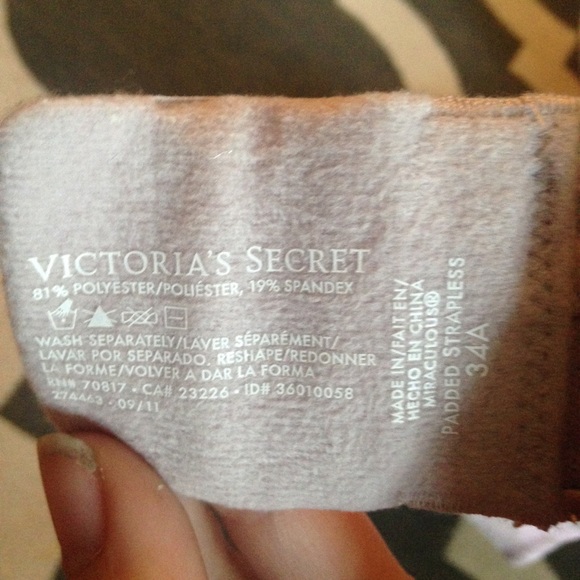 VICTORIA'S SECRET
81% POLYESTER/POLIÉSTER, 19% SPANDEX
WASH SEPARATELY/LAVER SÉPARÉMENT/
LAVAR POR SEPARADO. RESHAPE/REDONNER
LA FORME/VOLVER A DAR LA FORMA
RN# 70817 • CA# 23226 • ID# 36010058
274463 • 09/11
MADE IN/FAIT EN/
HECHO EN CHINA
MIRACULOUS®
PADDED STRAPLESS
34A